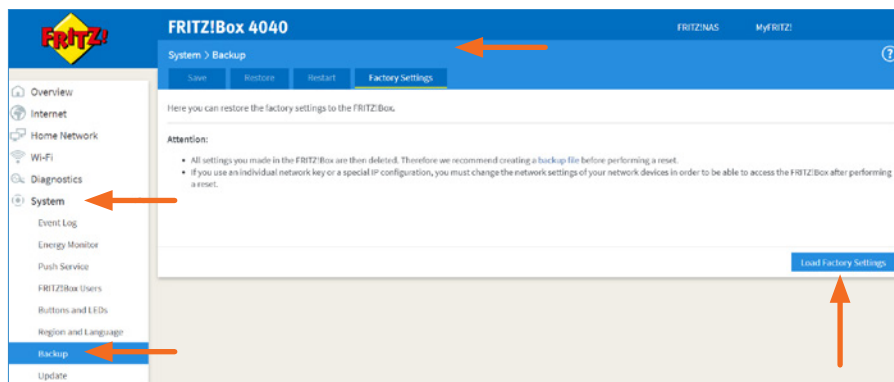 FRITZ!
FRITZ!Box 4040
FRITZ!NAS
MyFRITZ!
System > Backup
Save
Restore
Restart
Factory Settings
Overview
Internet
Home Network
Wi-Fi
Diagnostics
System
Event Log
Energy Monitor
Push Service
FRITZ!Box Users
Buttons and LEDs
Region and Language
Backup
Update
Here you can restore the factory settings to the FRITZ!Box.
Attention:
• All settings you made in the FRITZ!Box are then deleted. Therefore we recommend creating a backup file before performing a reset.
• If you use an individual network key or a special IP configuration, you must change the network settings of your network devices in order to be able to access the FRITZ!Box after performing
a reset.
Load Factory Settings